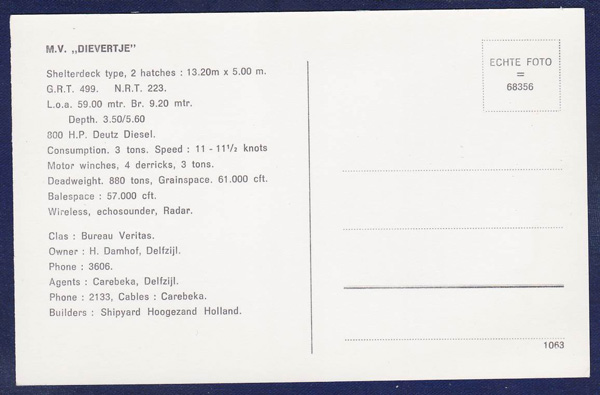 M.V. „DIEVERTJE"
Shelterdeck type, 2 hatches : 13.20m x 5.00 m.
G.R.T. 499. N.R.T. 223.
L.o.a. 59.00 mtr. Br. 9.20 mtr.
Depth. 3.50/5.60
800 H.P. Deutz Diesel.
Consumption. 3 tons. Speed : 11 - 11½ knots
Motor winches, 4 derricks, 3 tons.
Deadweight. 880 tons, Grainspace. 61.000 cft.
Balespace : 57.000 cft.
Wireless, echosounder, Radar.
Clas : Bureau Veritas.
Owner : H. Damhof, Delfzijl.
Phone : 3606.
Agents : Carebeka, Delfzijl.
Phone : 2133, Cables : Carebeka.
Builders : Shipyard Hoogezand Holland.
ECHTE FOTO
=
68356
1063